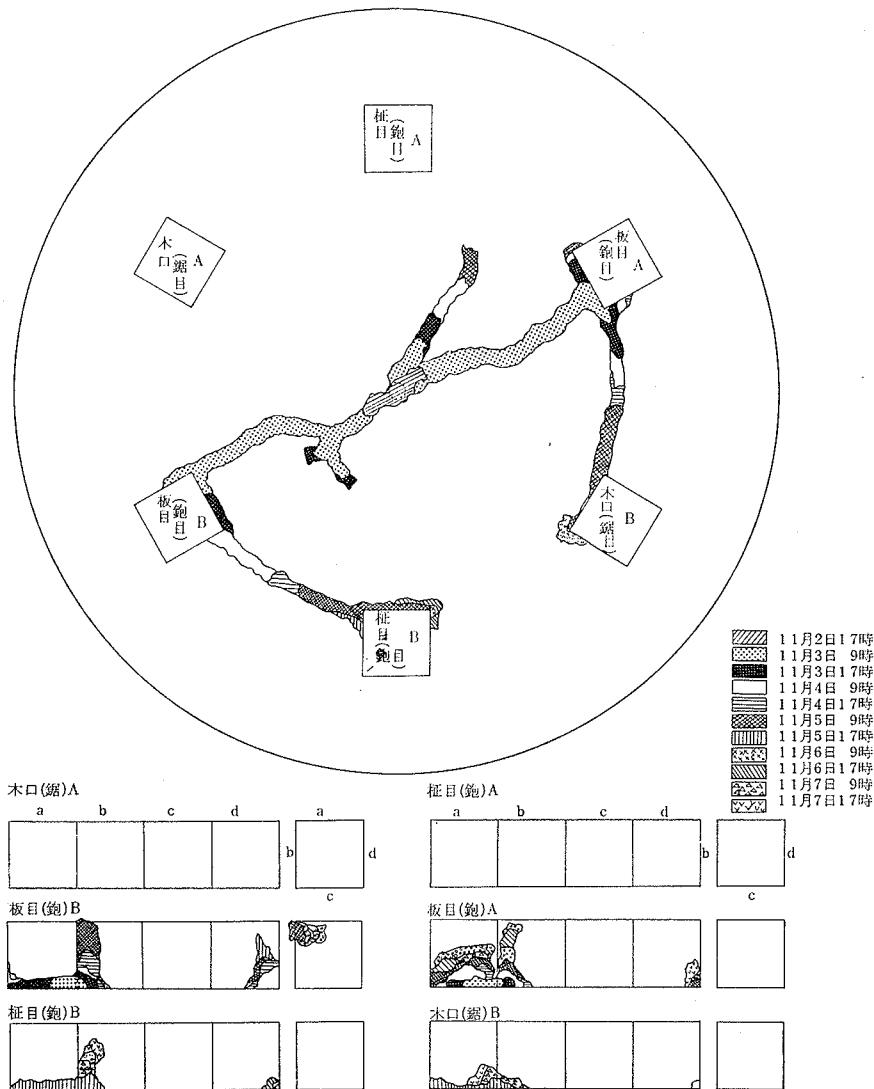 柾目(鉋目) A
木口(鋸目) A
板目(鉋目) A
板目(鉋目) B
木口(鋸目) B
柾目(鉋目) B
11月2日17時
11月3日 9時
11月3日17時
11月4日 9時
11月4日17時
11月5日 9時
11月5日17時
11月6日 9時
11月6日17時
11月7日 9時
11月7日17時
木口(鋸)A
a b c d a
b d
c
柾目(鉋)A
a b c d
b d
c
板目(鉋)B
板目(鉋)A
柾目(鉋)B
木口(鋸)B